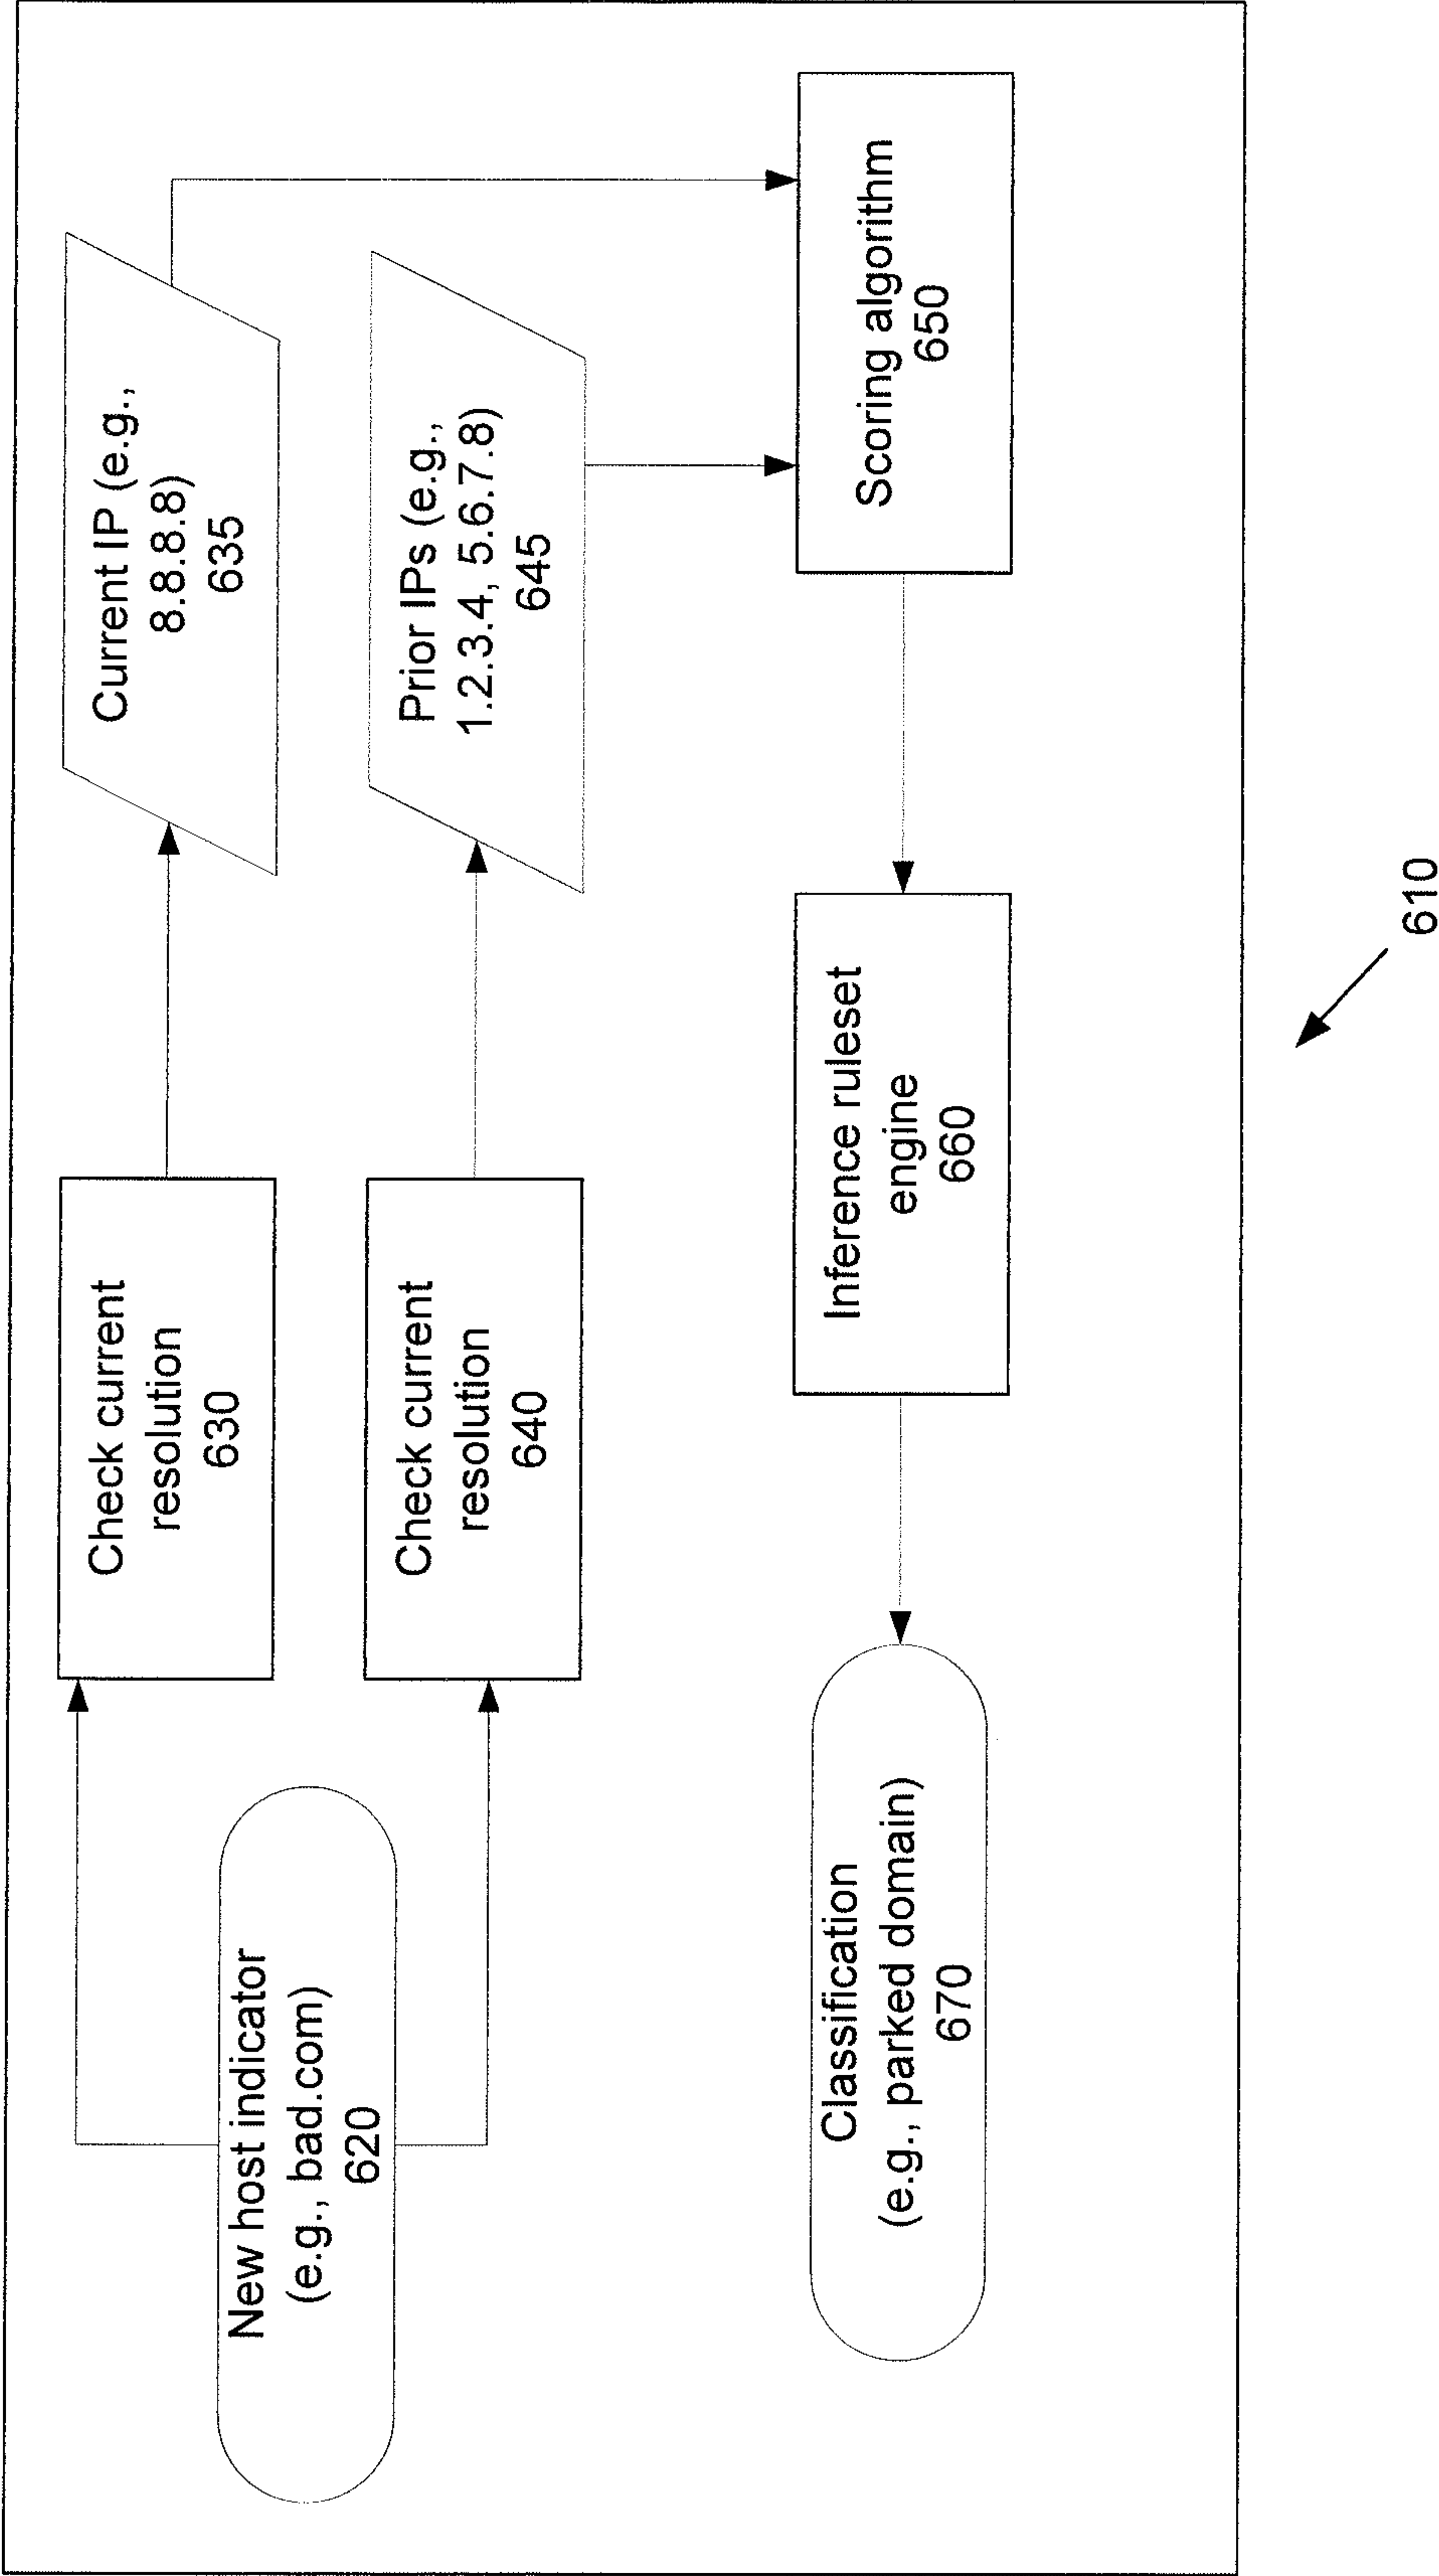 New host indicator
(e.g., bad.com)
620
Check current
resolution
630
Current IP (e.g.,
8.8.8.8)
635
Check current
resolution
640
Prior IPs (e.g.,
1.2.3.4, 5.6.7.8)
645
Classification
(e.g., parked domain)
670
Inference ruleset
engine
660
Scoring algorithm
650
610